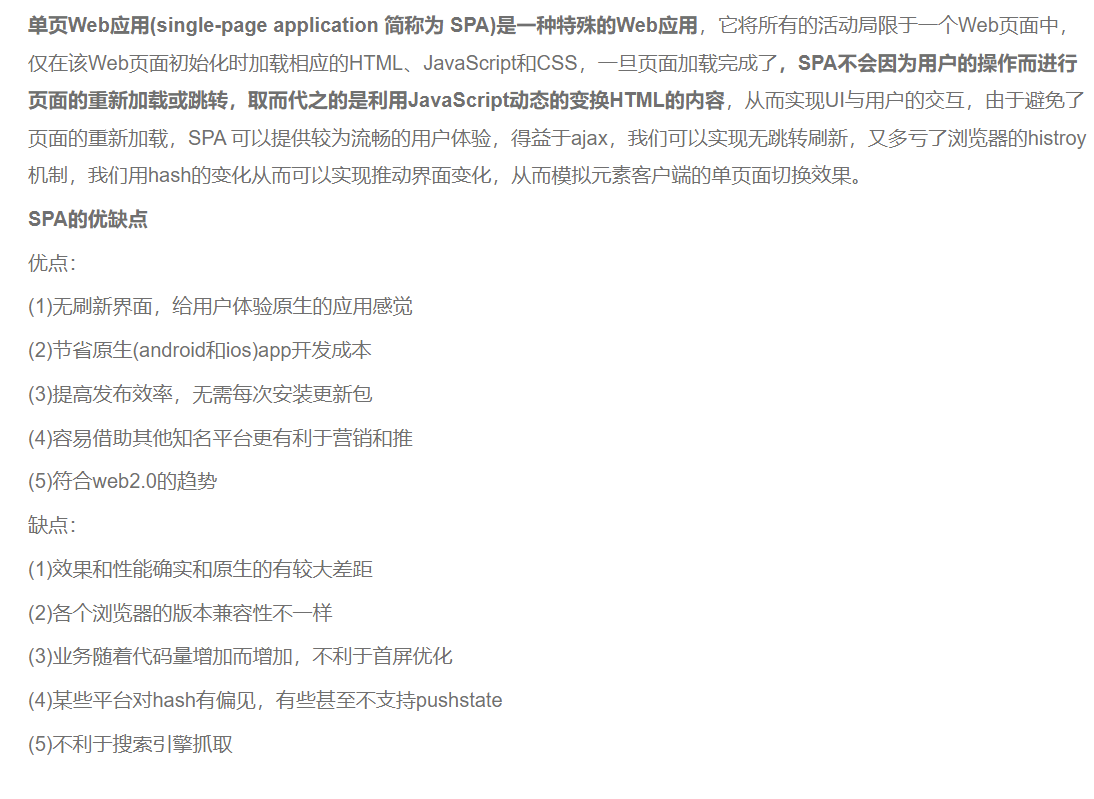 单页Web应用(single-page application 简称为 SPA)是一种特殊的Web应用，它将所有的活动局限于一个Web页面中，
仅在该Web页面初始化时加载相应的HTML、JavaScript和CSS，一旦页面加载完成了，SPA不会因为用户的操作而进行
页面的重新加载或跳转，取而代之的是利用JavaScript动态的变换HTML的内容，从而实现UI与用户的交互，由于避免了
页面的重新加载，SPA 可以提供较为流畅的用户体验，得益于ajax，我们可以实现无跳转刷新，又多亏了浏览器的histroy
机制，我们用hash的变化从而可以实现推动界面变化，从而模拟元素客户端的单页面切换效果。
SPA的优缺点
优点：
(1)无刷新界面，给用户体验原生的应用感觉
(2)节省原生(android和ios)app开发成本
(3)提高发布效率，无需每次安装更新包
(4)容易借助其他知名平台更有利于营销和推
(5)符合web2.0的趋势
缺点：
(1)效果和性能确实和原生的有较大差距
(2)各个浏览器的版本兼容性不一样
(3)业务随着代码量增加而增加，不利于首屏优化
(4)某些平台对hash有偏见，有些甚至不支持pushstate
(5)不利于搜索引擎抓取